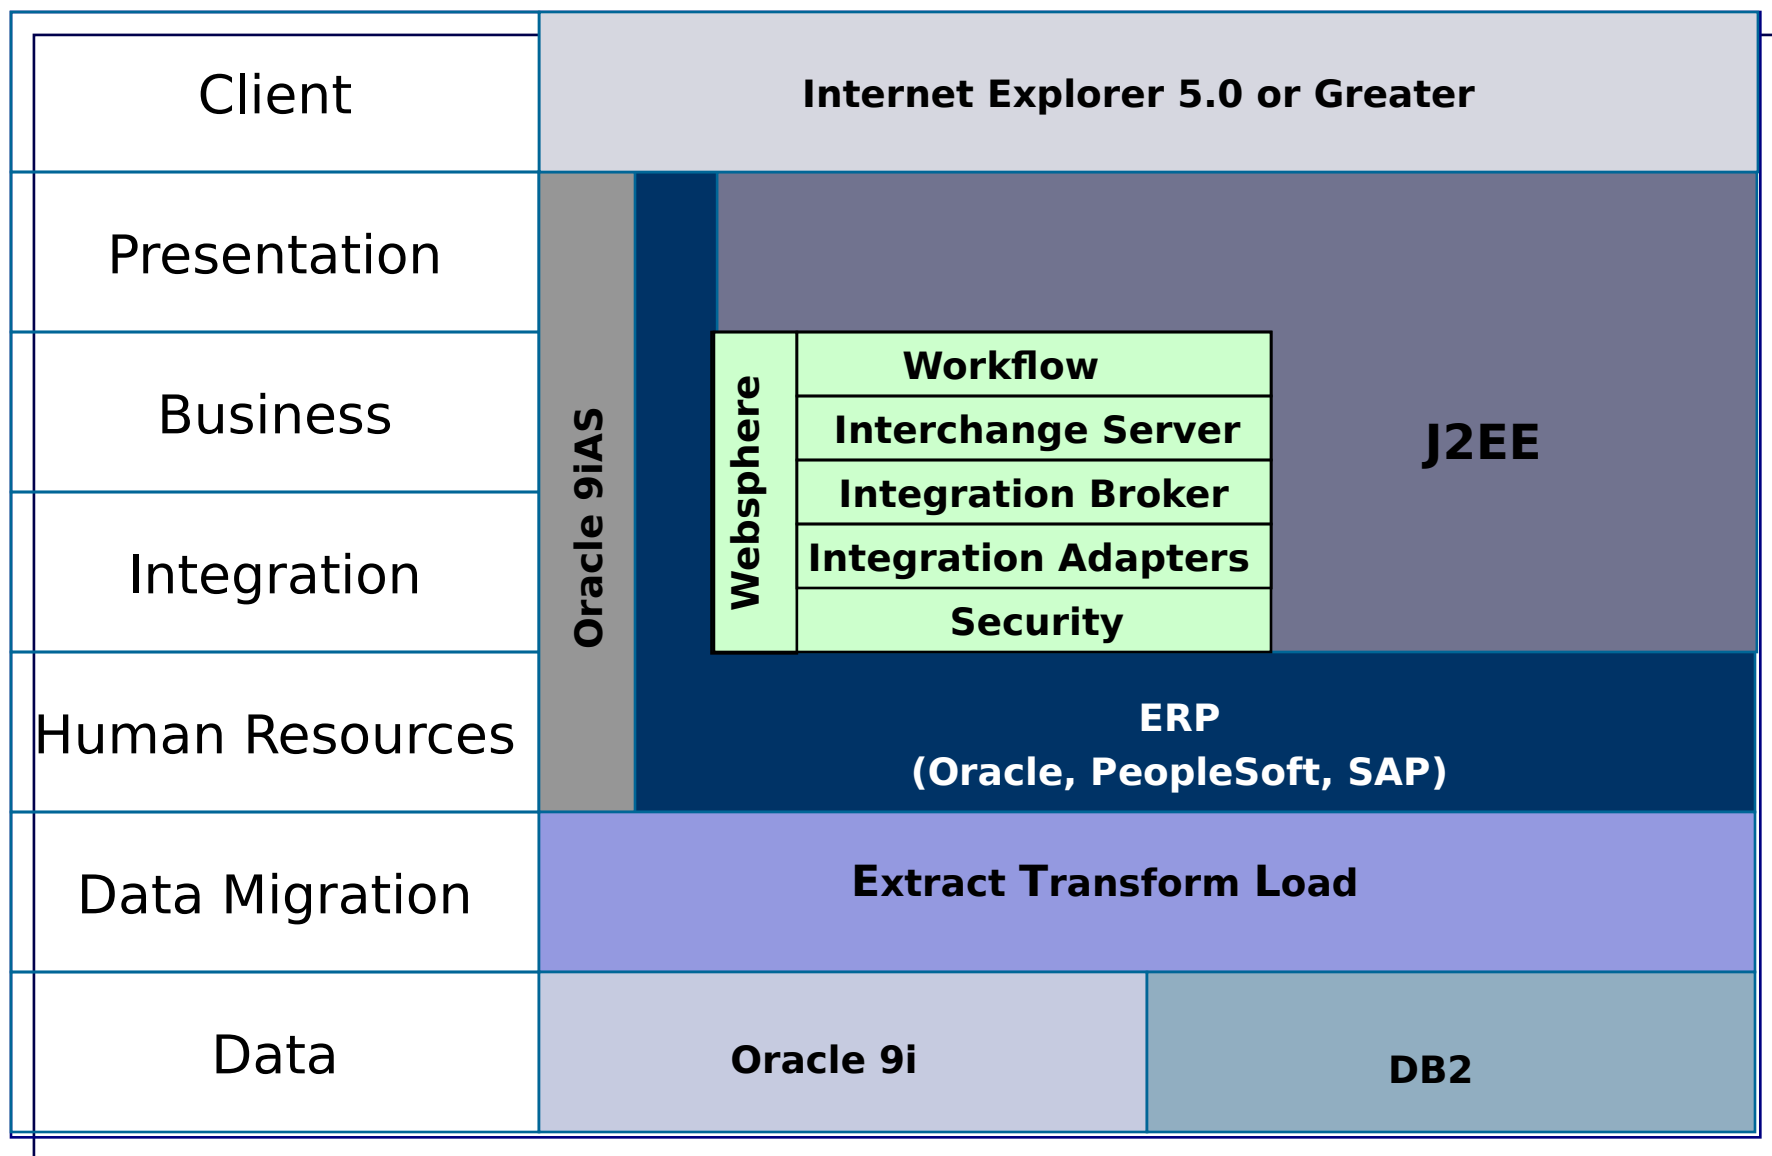 Client
Internet Explorer 5.0 or Greater
Presentation
Business
Integration
Human Resources
Data Migration
Data
Oracle 9iAS
Websphere
Workflow
Interchange Server
Integration Broker
Integration Adapters
Security
J2EE
ERP
(Oracle, PeopleSoft, SAP)
Extract Transform Load
Oracle 9i
DB2